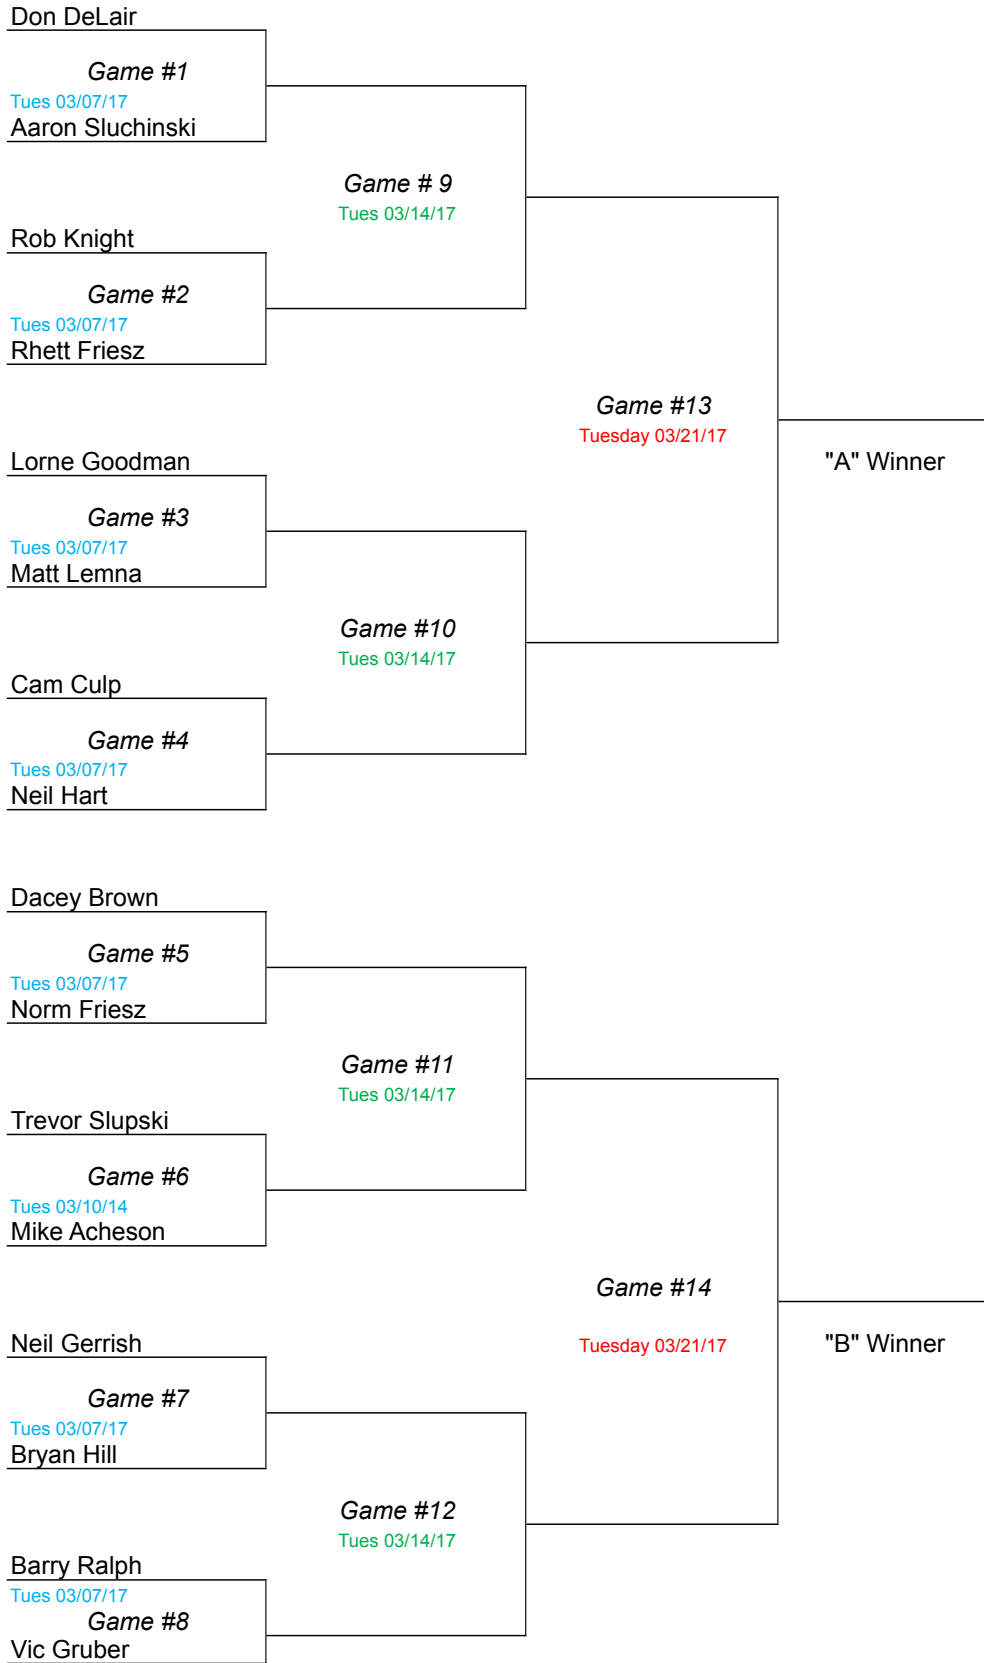 Don DeLair
Game #1
Tues 03/07/17
Aaron Sluchinski
Game # 9
Tues 03/14/17
Rob Knight
Game #2
Tues 03/07/17
Rhett Friesz
Game #13
Tuesday 03/21/17
Lorne Goodman
"A" Winner
Game #3
Tues 03/07/17
Matt Lemna
Game #10
Tues 03/14/17
Cam Culp
Game #4
Tues 03/07/17
Neil Hart
Dacey Brown
Game #5
Tues 03/07/17
Norm Friesz
Game #11
Tues 03/14/17
Trevor Slupski
Game #6
Tues 03/10/14
Mike Acheson
Game #14
Neil Gerrish
Tuesday 03/21/17
"B" Winner
Game #7
Tues 03/07/17
Bryan Hill
Game #12
Tues 03/14/17
Barry Ralph
Tues 03/07/17
Game #8
Vic Gruber